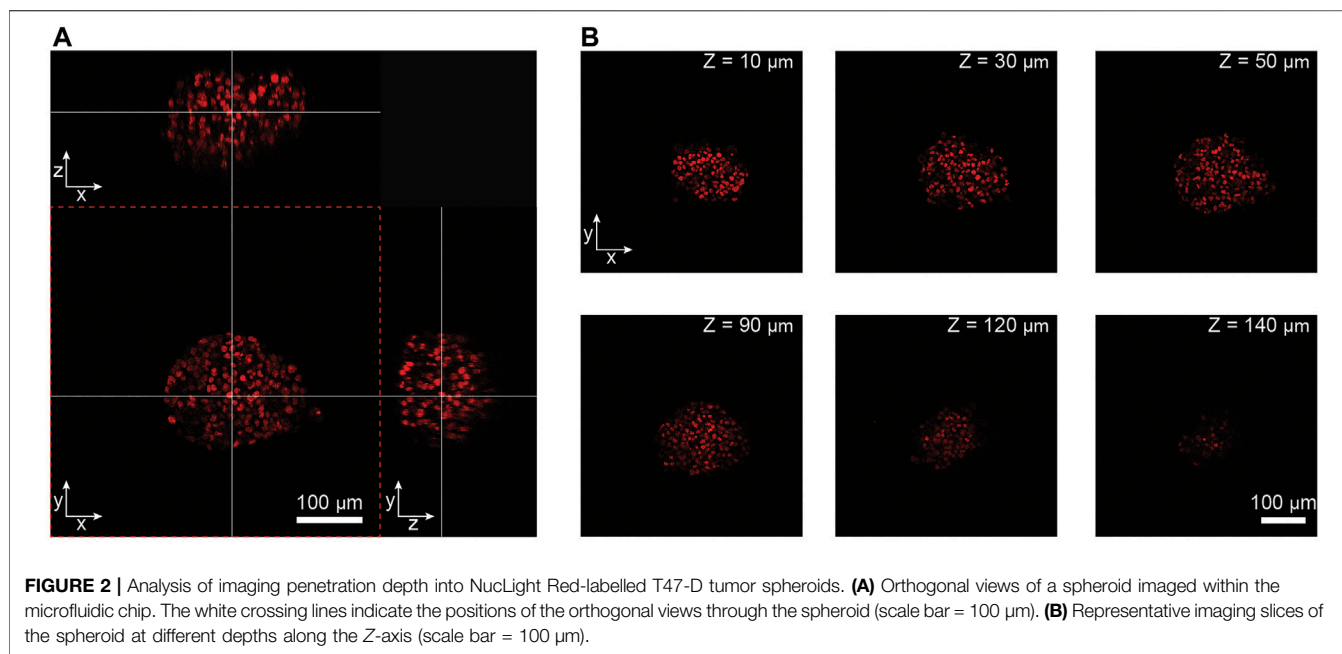 A
z
x
y
x
100 µm
y
z
B
Z = 10 µm
y
x
Z = 30 µm
Z = 50 µm
Z = 90 µm
Z = 120 µm
Z = 140 µm
100 µm
FIGURE 2 | Analysis of imaging penetration depth into NucLight Red-labelled T47-D tumor spheroids. (A) Orthogonal views of a spheroid imaged within the
microfluidic chip. The white crossing lines indicate the positions of the orthogonal views through the spheroid (scale bar = 100 µm). (B) Representative imaging slices of
the spheroid at different depths along the Z-axis (scale bar = 100 µm).